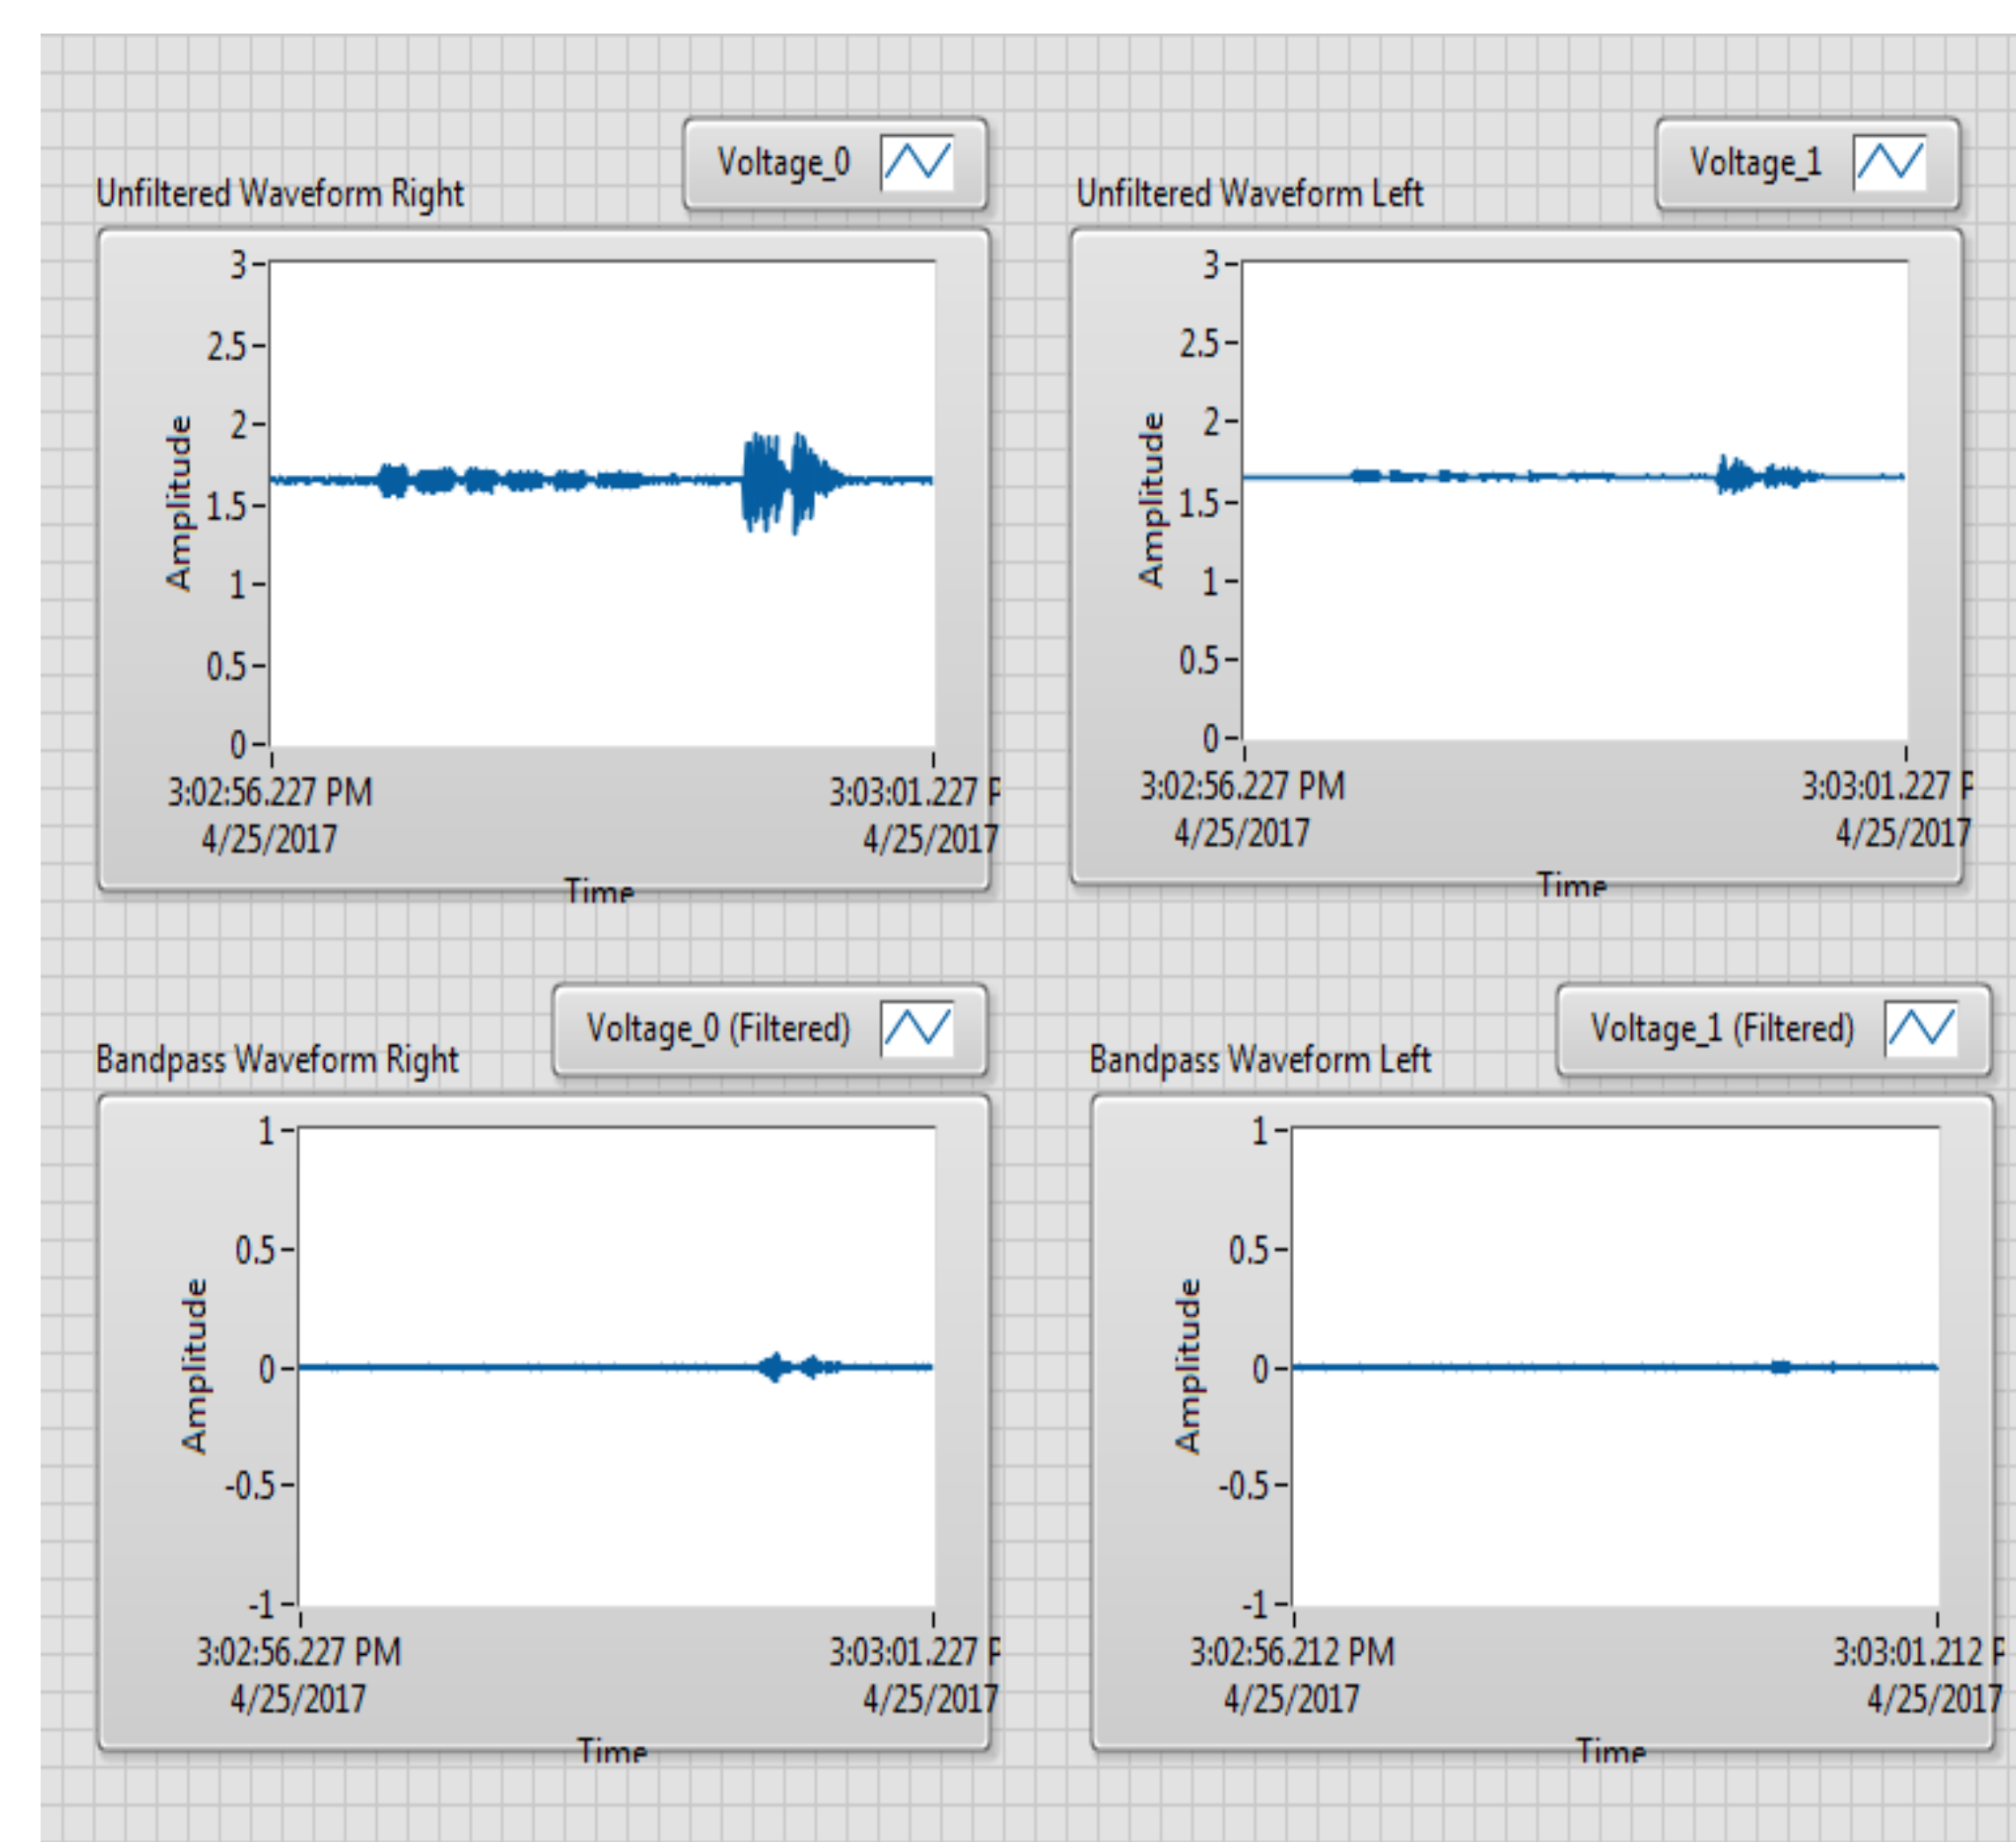 Voltage_0
Unfiltered Waveform Right
3
2.5
2
1.5
1
0.5
0
Amplitude
3:02:56.227 PM
4/25/2017
3:03:01.227 P
4/25/2017
Time
Voltage_1
Unfiltered Waveform Left
3
2.5
2
1.5
1
0.5
0
Amplitude
3:02:56.227 PM
4/25/2017
3:03:01.227 P
4/25/2017
Time
Voltage_0 (Filtered)
Bandpass Waveform Right
1
0.5
0
-0.5
-1
Amplitude
3:02:56.227 PM
4/25/2017
3:03:01.227 P
4/25/2017
Time
Voltage_1 (Filtered)
Bandpass Waveform Left
1
0.5
0
-0.5
-1
Amplitude
3:02:56.212 PM
4/25/2017
3:03:01.212 P
4/25/2017
Time